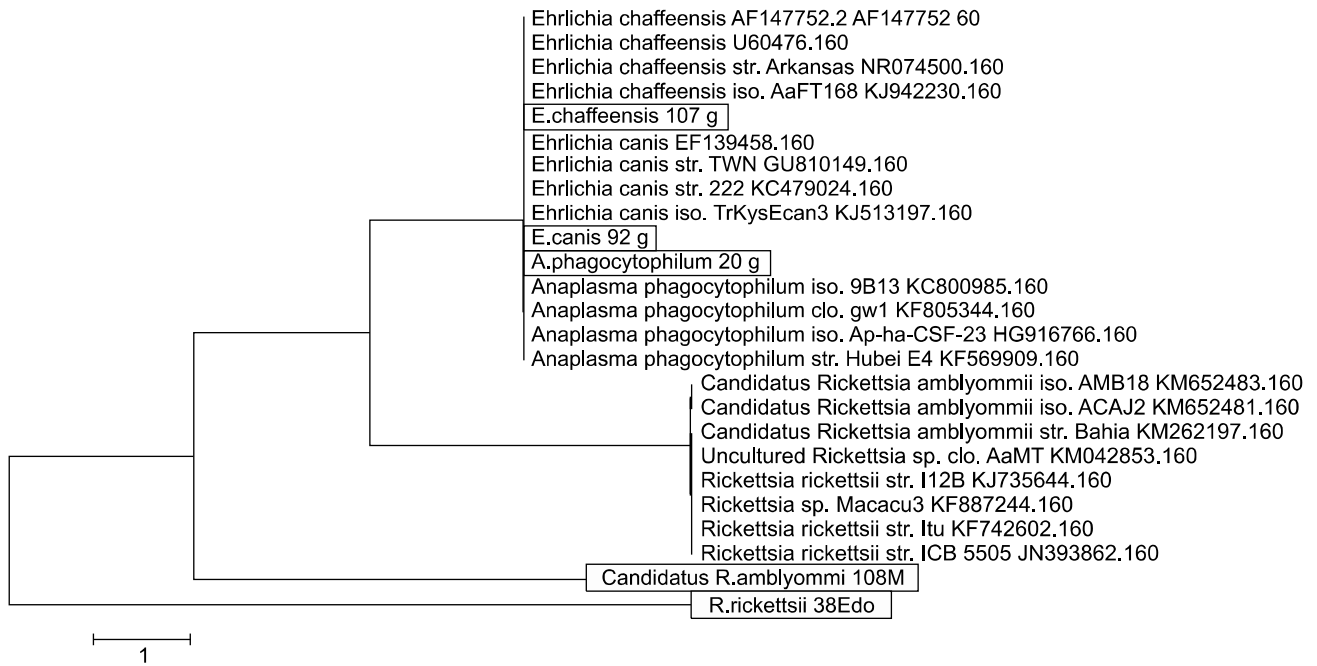 Ehrlichia chaffeensis AF147752.2 AF147752 60
Ehrlichia chaffeensis U60476.160
Ehrlichia chaffeensis str. Arkansas NR074500.160
Ehrlichia chaffeensis iso. AaFT168 KJ942230.160
E.chaffeensis 107 g
Ehrlichia canis EF139458.160
Ehrlichia canis str. TWN GU810149.160
Ehrlichia canis str. 222 KC479024.160
Ehrlichia canis iso. TrKysEcan3 KJ513197.160
E.canis 92 g
A.phagocytophilum 20 g
Anaplasma phagocytophilum iso. 9B13 KC800985.160
Anaplasma phagocytophilum clo. gw1 KF805344.160
Anaplasma phagocytophilum iso. Ap-ha-CSF-23 HG916766.160
Anaplasma phagocytophilum str. Hubei E4 KF569909.160
Candidatus Rickettsia amblyommii iso. AMB18 KM652483.160
Candidatus Rickettsia amblyommii iso. ACAJ2 KM652481.160
Candidatus Rickettsia amblyommii str. Bahia KM262197.160
Uncultured Rickettsia sp. clo. AaMT KM042853.160
Rickettsia rickettsii str. I12B KJ735644.160
Rickettsia sp. Macacu3 KF887244.160
Rickettsia rickettsii str. Itu KF742602.160
Rickettsia rickettsii str. ICB 5505 JN393862.160
Candidatus R.amblyommi 108M
R.rickettsii 38Edo
1